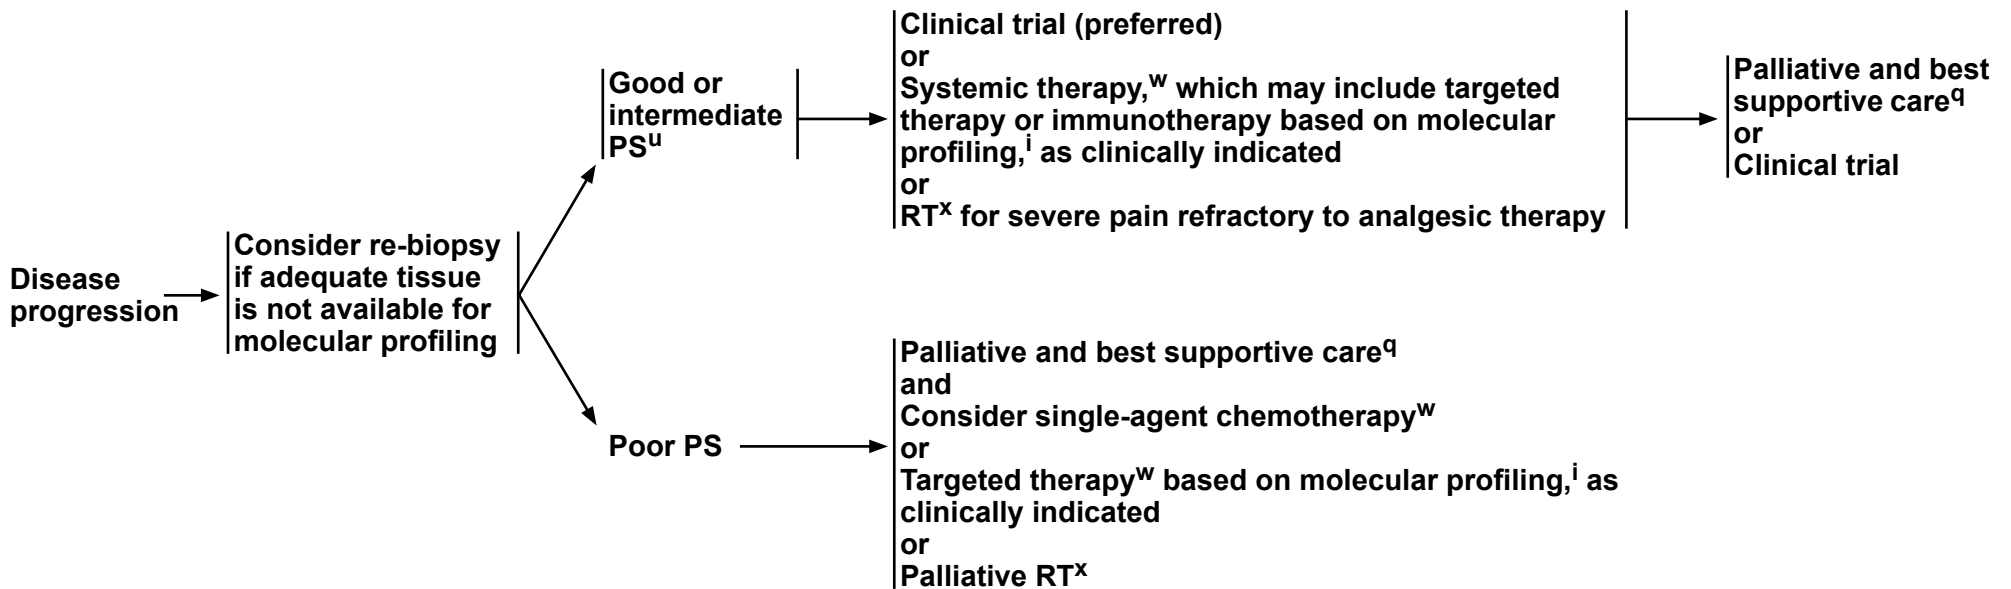 Disease
progression
Consider re-biopsy
if adequate tissue
is not available for
molecular profiling
Good or
intermediate
PSᵘ
Clinical trial (preferred)
or
Systemic therapy,ʷ which may include targeted
therapy or immunotherapy based on molecular
profiling,ⁱ as clinically indicated
or
RTˣ for severe pain refractory to analgesic therapy
Palliative and best
supportive care^q
or
Clinical trial
Poor PS
Palliative and best supportive care^q
and
Consider single-agent chemotherapyʷ
or
Targeted therapyʷ based on molecular profiling,ⁱ as
clinically indicated
or
Palliative RTˣ